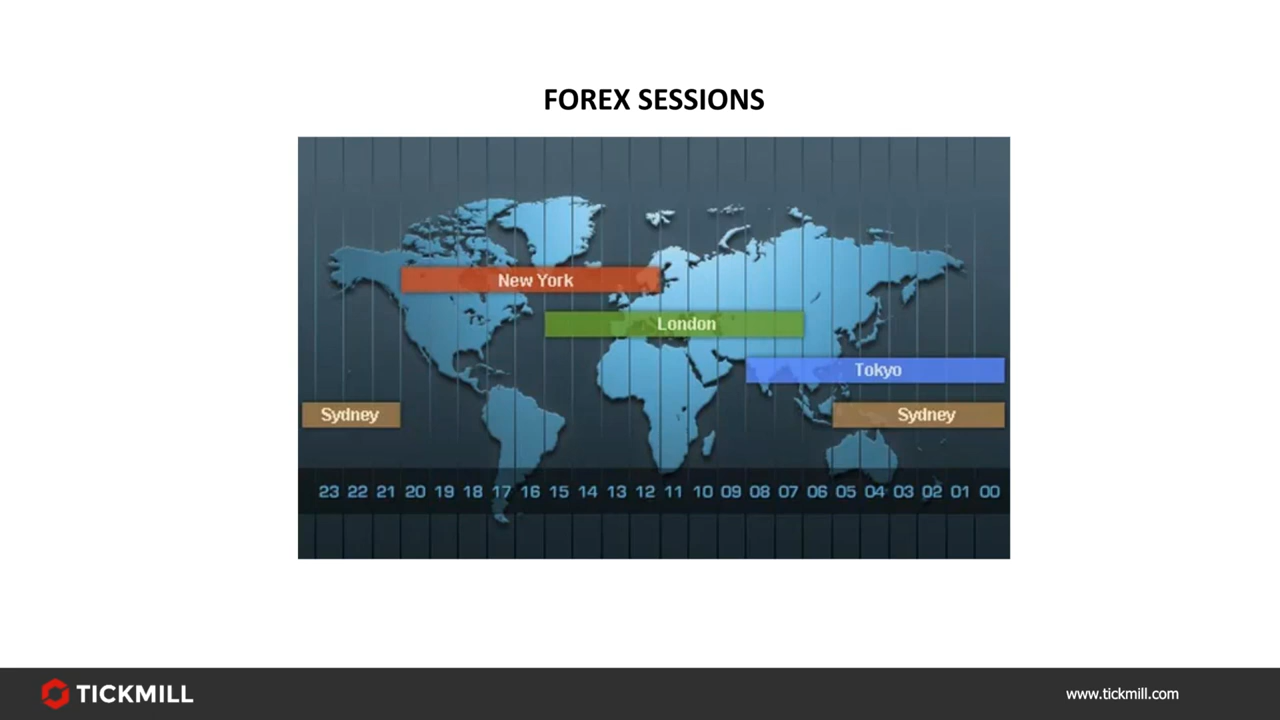 FOREX SESSIONS
New York
London
Tokyo
Sydney
Sydney
23 22 21 20 19 18 17 16 15 14 13 12 11 10 09 08 07 06 05 04 03 02 01 00
TICKMILL
www.tickmill.com